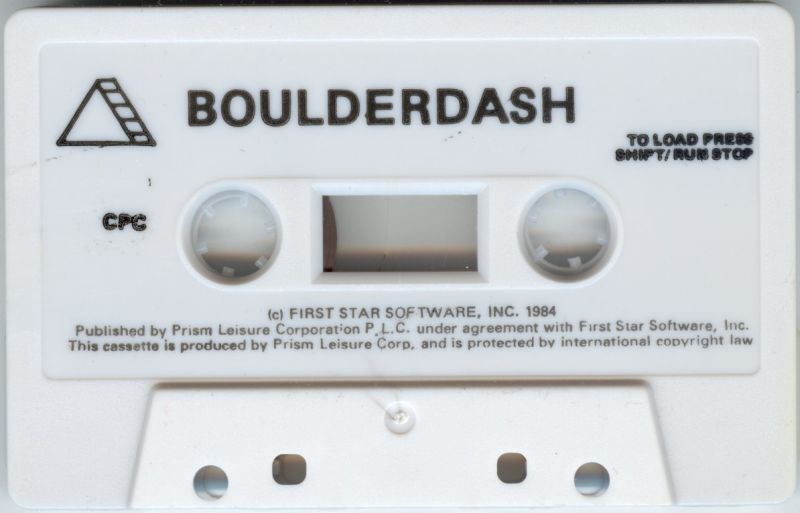 BOULDERDASH
TO LOAD PRESS
SHIFT/RUN STOP
CPC
(c) FIRST STAR SOFTWARE, INC. 1984
Published by Prism Leisure Corporation P.L.C. under agreement with First Star Software, Inc.
This cassette is produced by Prism Leisure Corp, and is protected by international copyright law